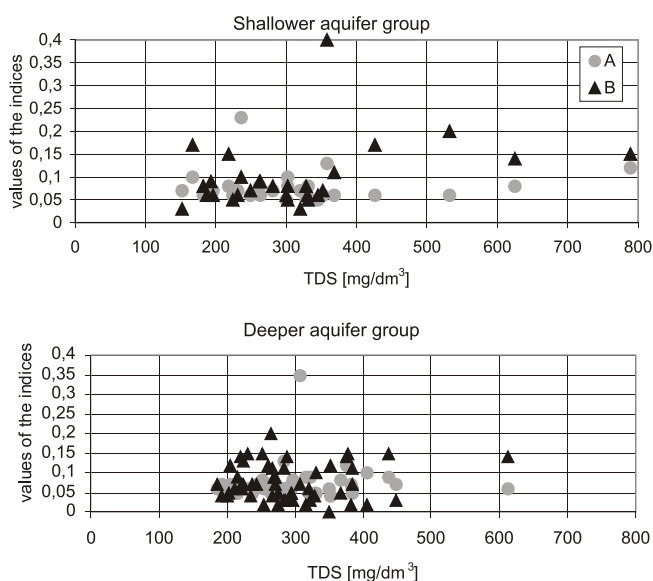 Shallower aquifer group
values of the indices
0,4
0,35
0,3
0,25
0,2
0,15
0,1
0,05
0
A
B
0 100 200 300 400 500 600 700 800
TDS [mg/dm³]
Deeper aquifer group
values of the indices
0,4
0,35
0,3
0,25
0,2
0,15
0,1
0,05
0
0 100 200 300 400 500 600 700 800
TDS [mg/dm³]